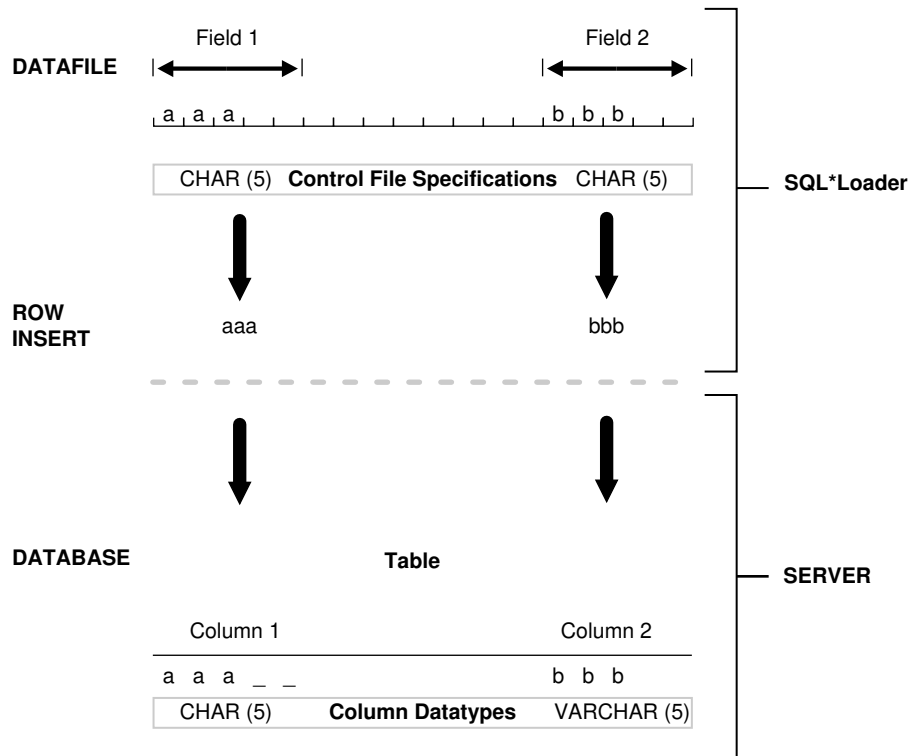 Field 1 Field 2
DATAFILE
a a a b b b
CHAR (5) Control File Specifications CHAR (5)
SQL*Loader
ROW
INSERT
aaa bbb
DATABASE Table
SERVER
Column 1 Column 2
a a a _ _ b b b
CHAR (5) Column Datatypes VARCHAR (5)